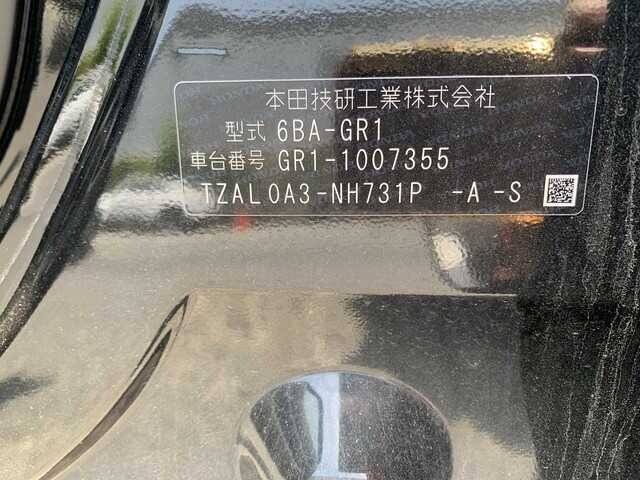 本田技研工業株式会社
型式 6BA-GR1
車台番号 GR1-1007355
TZAL0A3-NH731P -A -S